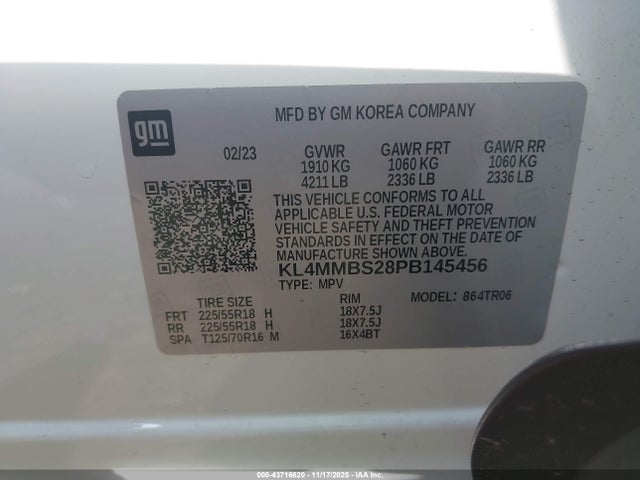 gm
MFD BY GM KOREA COMPANY
02/23 GVWR GAWR FRT GAWR RR
1910 KG 1060 KG 1060 KG
4211 LB 2336 LB 2336 LB
THIS VEHICLE CONFORMS TO ALL
APPLICABLE U.S. FEDERAL MOTOR
VEHICLE SAFETY AND THEFT PREVENTION
STANDARDS IN EFFECT ON THE DATE OF
MANUFACTURE SHOWN ABOVE.
KL4MMBS28PB145456
TYPE: MPV MODEL: 864TR06
TIRE SIZE RIM
FRT 225/55R18 H 18X7.5J
RR 225/55R18 H 18X7.5J
SPA T125/70R16 M 16X4BT
000-43716620 - 11/17/2025 - IAAI.CA